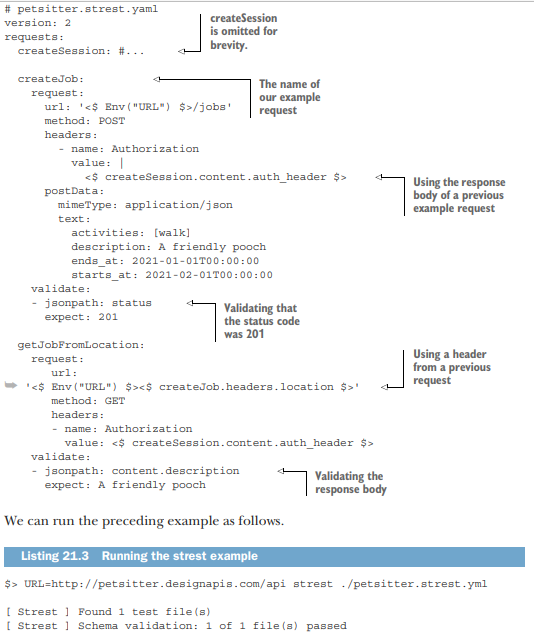 # petsitter.strest.yaml
version: 2
requests:
createSession: #...
createSession
is omitted for
brevity.
createJob:
The name of
our example
request
request:
url: '<$ Env("URL") $>/jobs'
method: POST
headers:
- name: Authorization
value: |
<$ createSession.content.auth_header $>
Using the response
body of a previous
example request
postData:
mimeType: application/json
text:
activities: [walk]
description: A friendly pooch
ends_at: 2021-01-01T00:00:00
starts_at: 2021-02-01T00:00:00
validate:
- jsonpath: status
expect: 201
Validating that
the status code
was 201
getJobFromLocation:
request:
url:
'<$ Env("URL") $><$ createJob.headers.location $>'
Using a header
from a previous
request
method: GET
headers:
- name: Authorization
value: <$ createSession.content.auth_header $>
validate:
- jsonpath: content.description
expect: A friendly pooch
Validating the
response body
We can run the preceding example as follows.
Listing 21.3 Running the strest example
$> URL=http://petsitter.designapis.com/api strest ./petsitter.strest.yml
[ Strest ] Found 1 test file(s)
[ Strest ] Schema validation: 1 of 1 file(s) passed